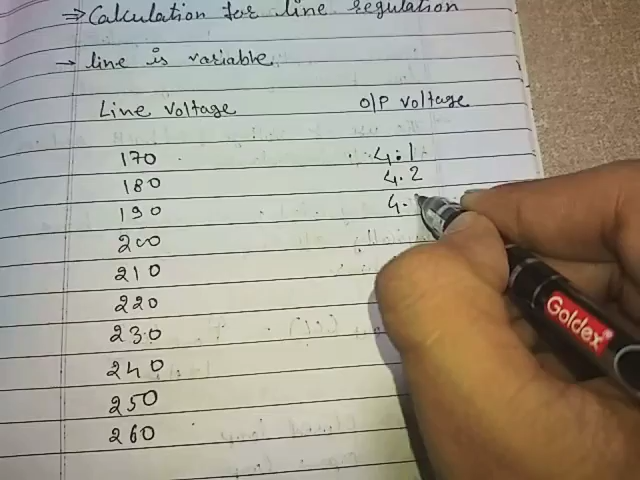 ⇒ Calculation for line regulation
→ line is variable.
Line voltage O/P voltage
170 4.1
180 4.2
190 4.
200
210
220
230
240
250
260
Goldex